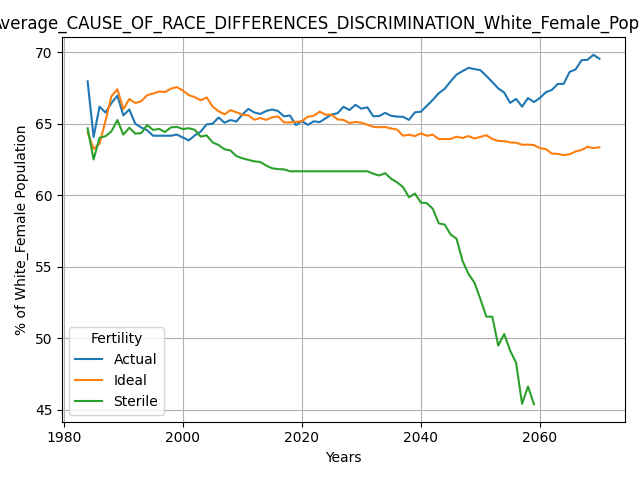 Average_CAUSE_OF_RACE_DIFFERENCES_DISCRIMINATION_White_Female_Pop
% of White_Female Population
70
65
60
55
50
45
Fertility
Actual
Ideal
Sterile
1980 2000 2020 2040 2060
Years